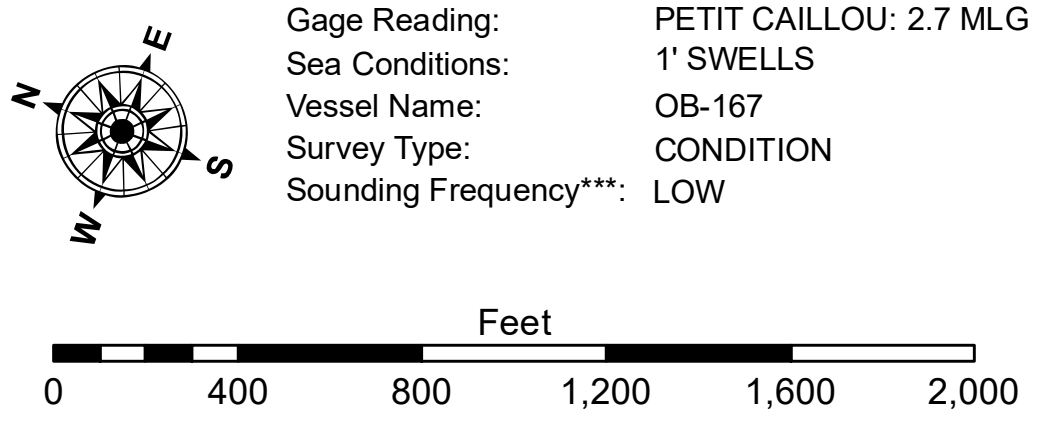 N
E
S
W
Gage Reading: PETIT CAILLOU: 2.7 MLG
Sea Conditions: 1' SWELLS
Vessel Name: OB-167
Survey Type: CONDITION
Sounding Frequency***: LOW
Feet
0 400 800 1,200 1,600 2,000